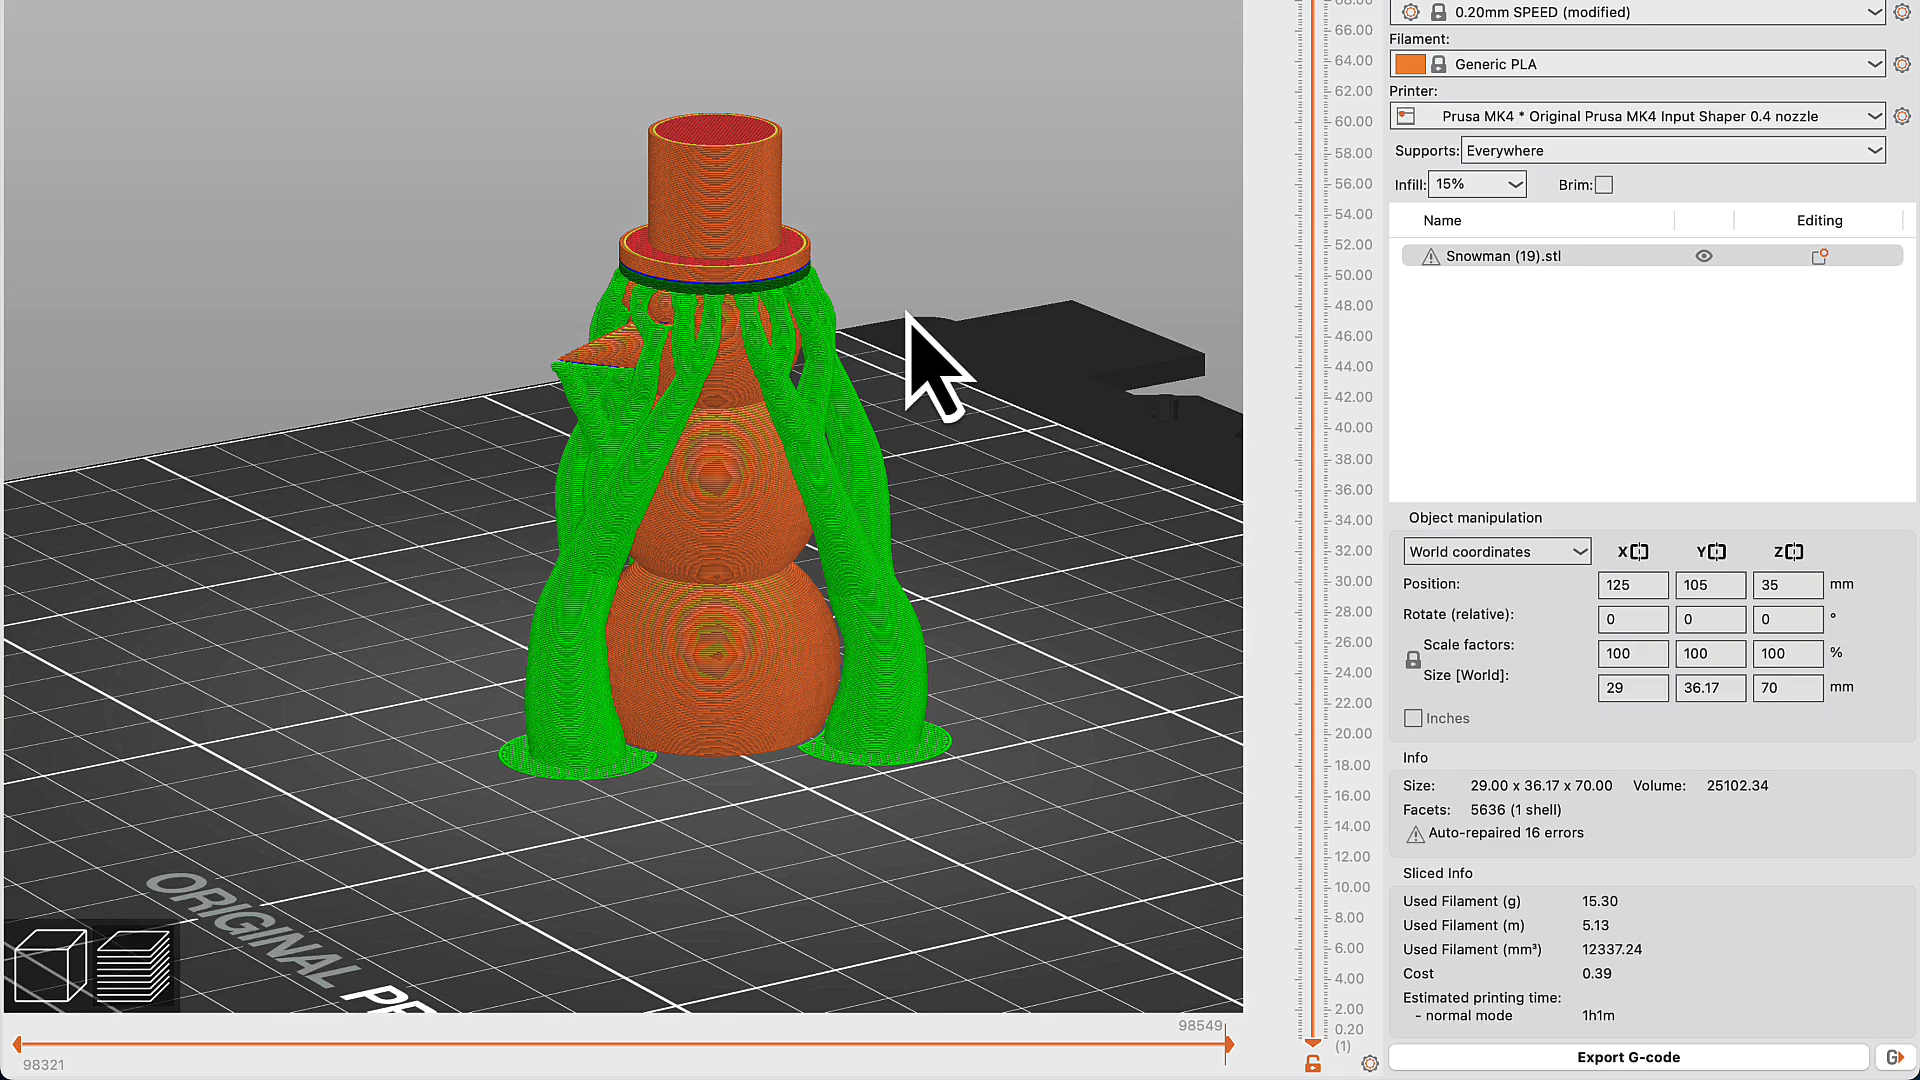 0.20mm SPEED (modified)
Filament:
Generic PLA
Printer:
Prusa MK4 * Original Prusa MK4 Input Shaper 0.4 nozzle
Supports: Everywhere
Infill: 15% Brim:
Name Editing
Snowman (19).stl
Object manipulation
World coordinates X Y Z
Position: 125 105 35 mm
Rotate (relative): 0 0 0 °
Scale factors: 100 100 100 %
Size [World]: 29 36.17 70 mm
Inches
Info
Size: 29.00 x 36.17 x 70.00 Volume: 25102.34
Facets: 5636 (1 shell)
Auto-repaired 16 errors
Sliced Info
Used Filament (g) 15.30
Used Filament (m) 5.13
Used Filament (mm³) 12337.24
Cost 0.39
Estimated printing time:
- normal mode 1h1m
Export G-code
G
68.00
66.00
64.00
62.00
60.00
58.00
56.00
54.00
52.00
50.00
48.00
46.00
44.00
42.00
40.00
38.00
36.00
34.00
32.00
30.00
28.00
26.00
24.00
22.00
20.00
18.00
16.00
14.00
12.00
10.00
8.00
6.00
4.00
2.00
0.20
(1)
ORIGINAL
98549
98321